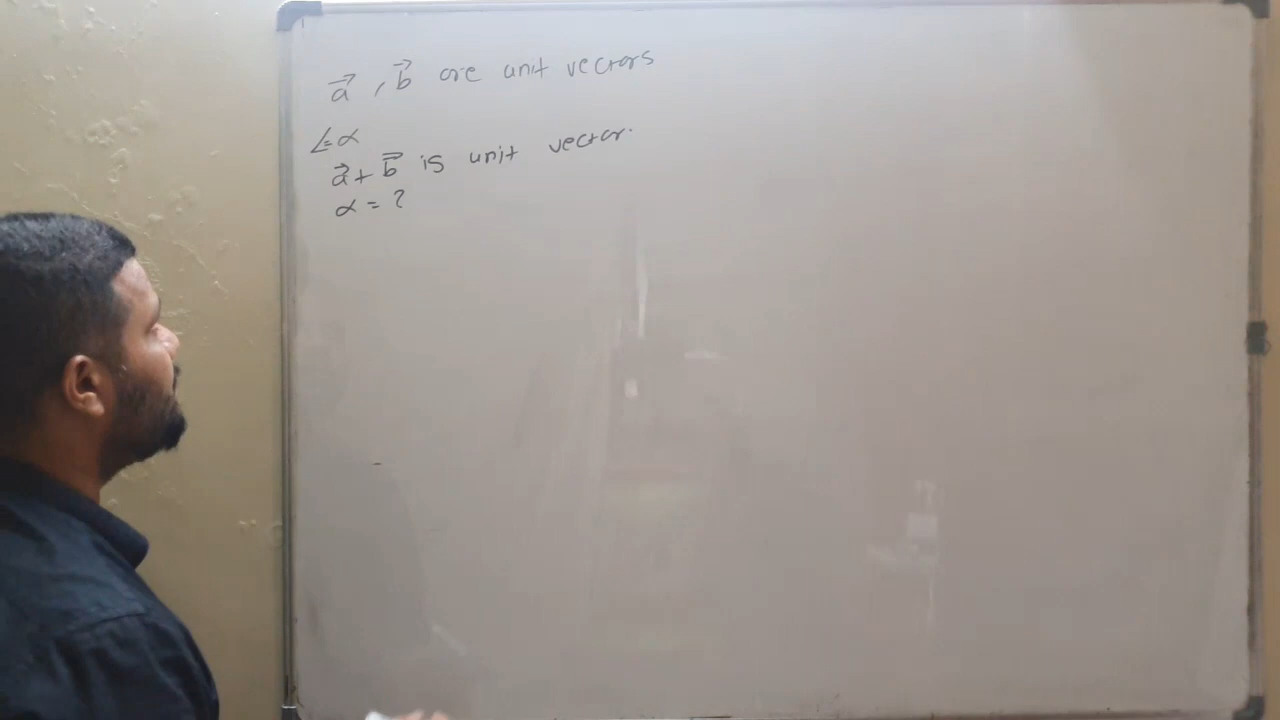 a⃗ , b⃗ are unit vectors
∠=α
a⃗ + b⃗ is unit vector.
α = ?